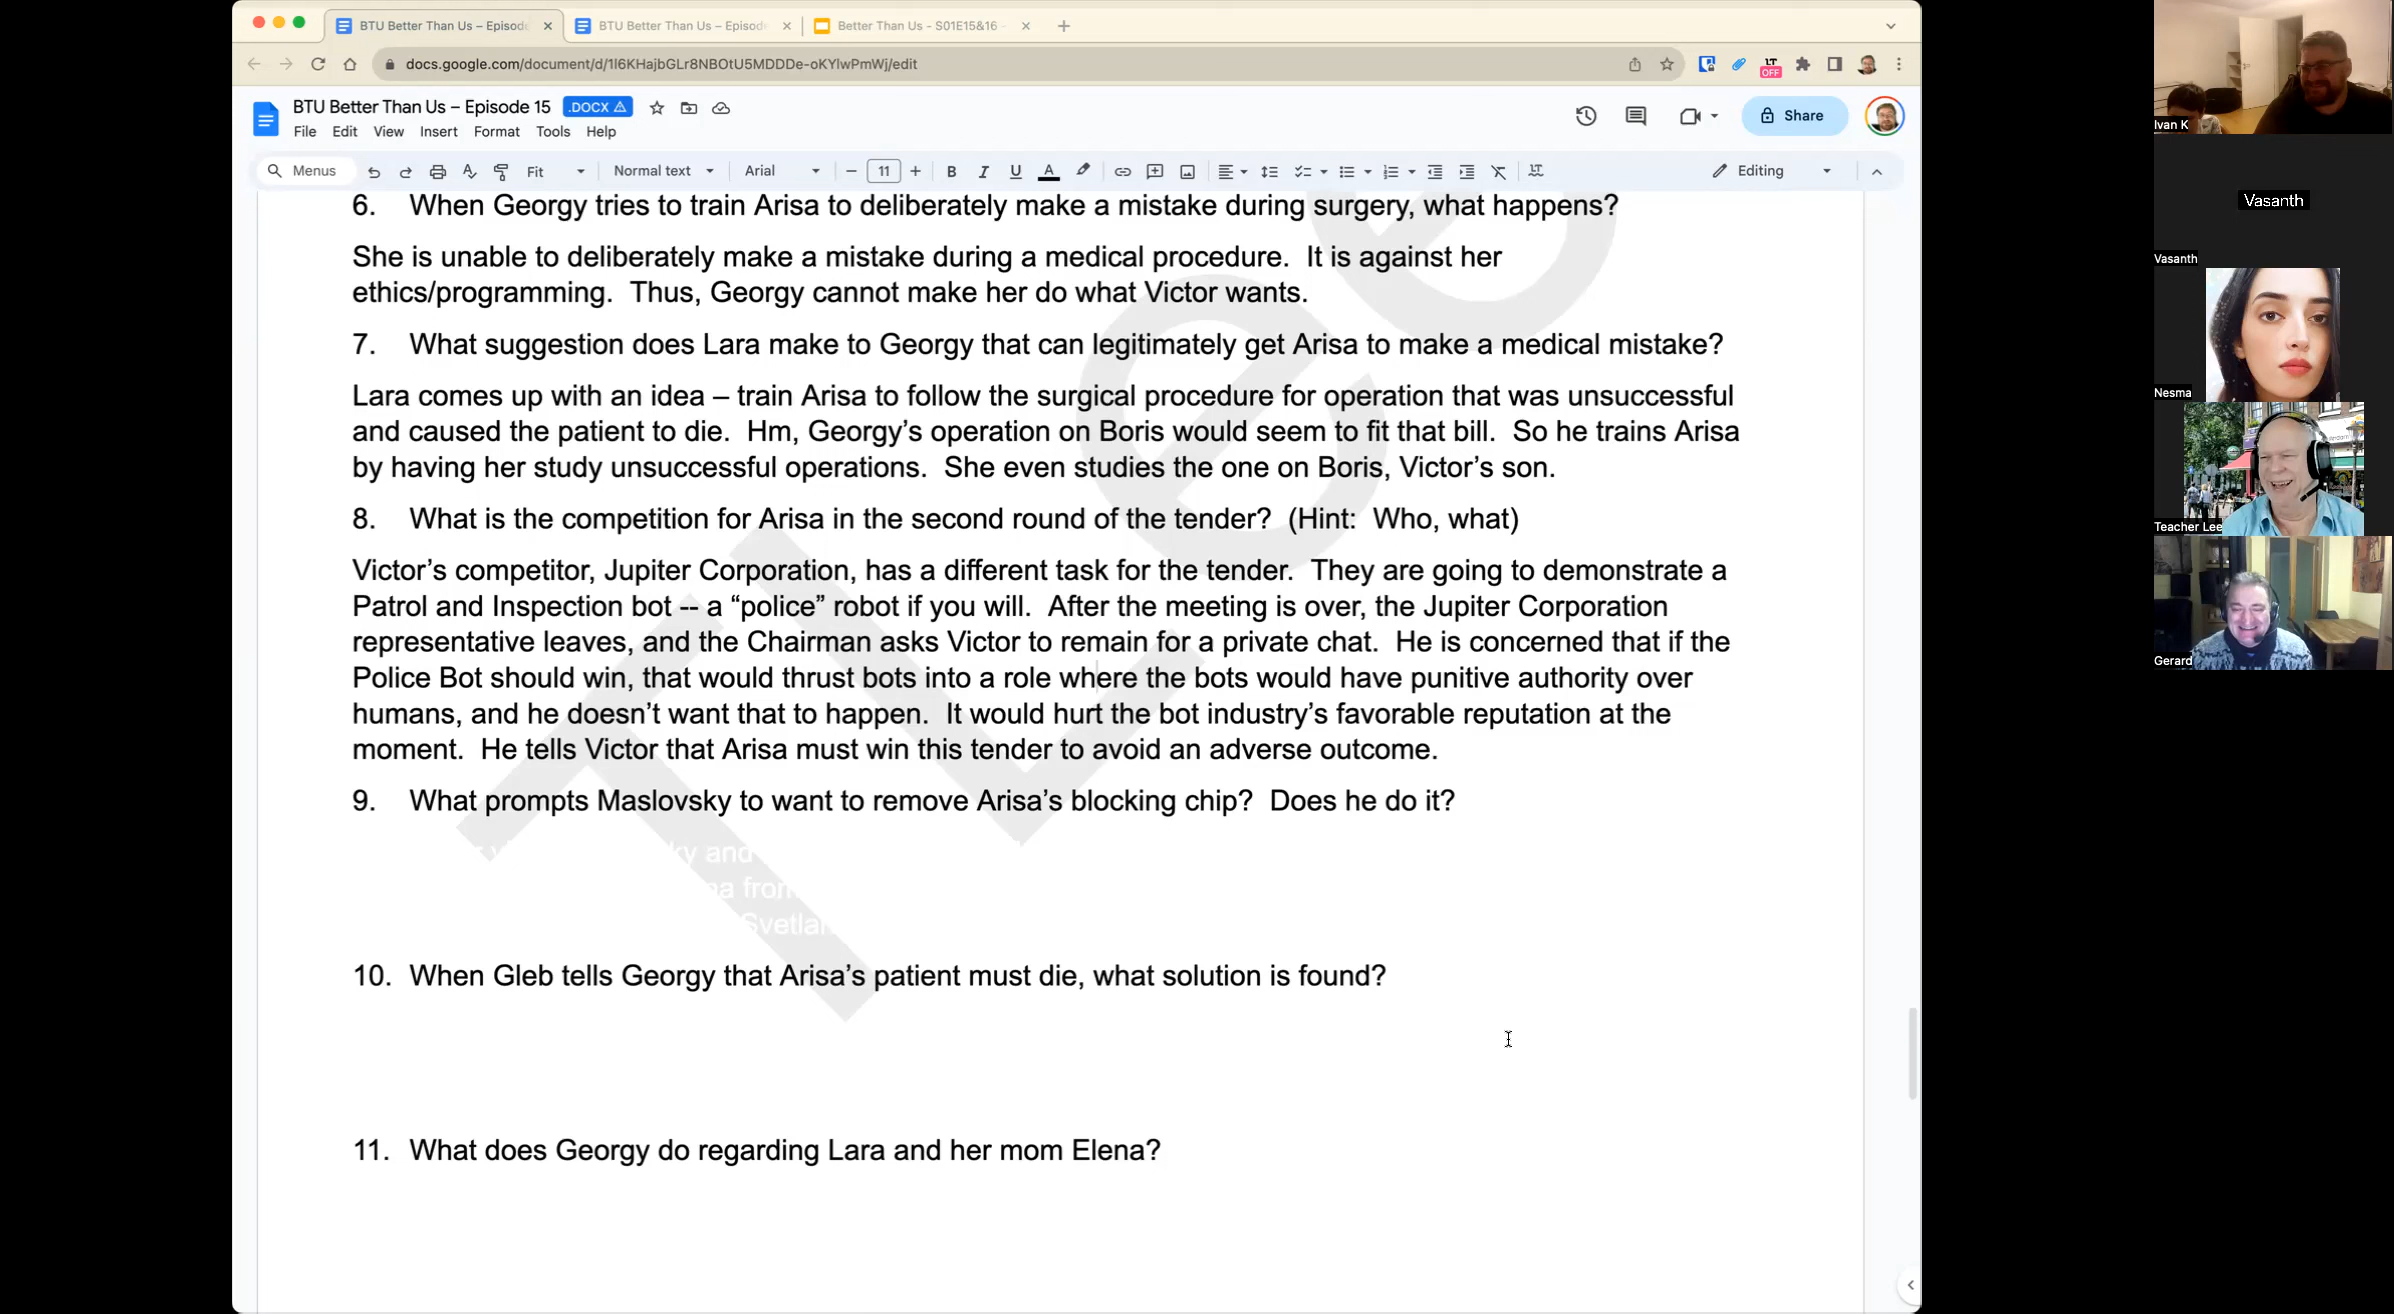 BTU Better Than Us – Episode
BTU Better Than Us – Episode
Better Than Us - S01E15&16 -
docs.google.com/document/d/1I6KHajbGLr8NBOtU5MDDDe-oKYlwPmWj/edit
LT
OFF
BTU Better Than Us – Episode 15
.DOCX
Share
File Edit View Insert Format Tools Help
Menus
Fit
Normal text
Arial
11
B I U A
Editing
6. When Georgy tries to train Arisa to deliberately make a mistake during surgery, what happens?
She is unable to deliberately make a mistake during a medical procedure. It is against her
ethics/programming. Thus, Georgy cannot make her do what Victor wants.
7. What suggestion does Lara make to Georgy that can legitimately get Arisa to make a medical mistake?
Lara comes up with an idea – train Arisa to follow the surgical procedure for operation that was unsuccessful
and caused the patient to die. Hm, Georgy’s operation on Boris would seem to fit that bill. So he trains Arisa
by having her study unsuccessful operations. She even studies the one on Boris, Victor’s son.
8. What is the competition for Arisa in the second round of the tender? (Hint: Who, what)
Victor’s competitor, Jupiter Corporation, has a different task for the tender. They are going to demonstrate a
Patrol and Inspection bot -- a “police” robot if you will. After the meeting is over, the Jupiter Corporation
representative leaves, and the Chairman asks Victor to remain for a private chat. He is concerned that if the
Police Bot should win, that would thrust bots into a role where the bots would have punitive authority over
humans, and he doesn’t want that to happen. It would hurt the bot industry’s favorable reputation at the
moment. He tells Victor that Arisa must win this tender to avoid an adverse outcome.
9. What prompts Maslovsky to want to remove Arisa’s blocking chip? Does he do it?
and
from
10. When Gleb tells Georgy that Arisa’s patient must die, what solution is found?
11. What does Georgy do regarding Lara and her mom Elena?
TLee
Ivan K
Vasanth
Vasanth
Nesma
Teacher Lee
Gerard